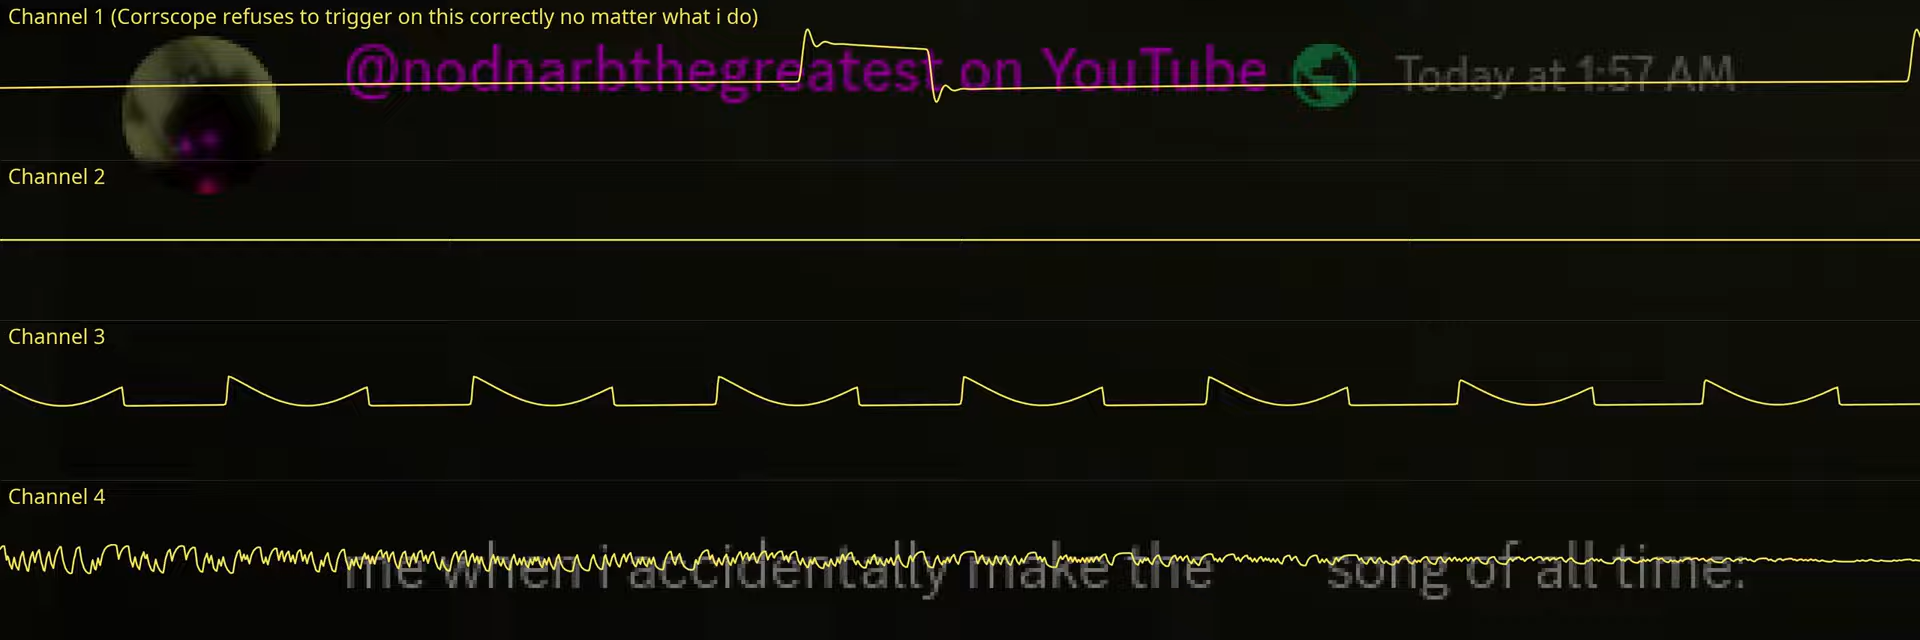 Channel 1 (Corrscope refuses to trigger on this correctly no matter what i do)
@nodnarbthegreatest on YouTube Today at 1:57 AM
Channel 2
Channel 3
Channel 4
me when i accidentally make the song of all time: